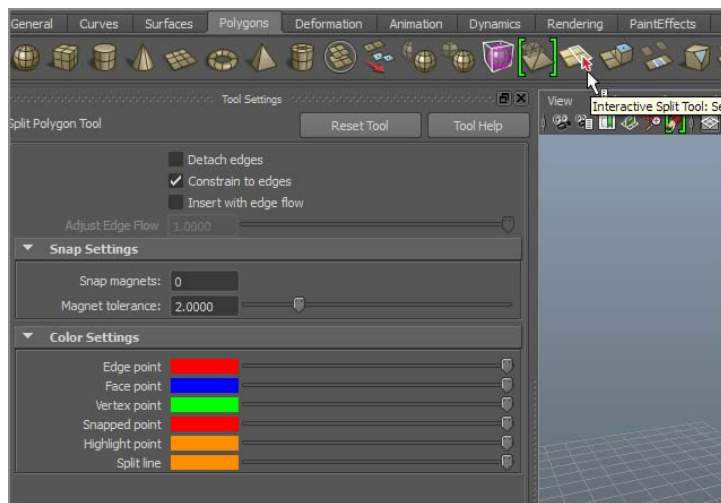 General Curves Surfaces Polygons Deformation Animation Dynamics Rendering PaintEffects
Tool Settings
View
Interactive Split Tool: Se
Split Polygon Tool
Reset Tool
Tool Help
Detach edges
Constrain to edges
Insert with edge flow
Adjust Edge Flow 1.0000
Snap Settings
Snap magnets: 0
Magnet tolerance: 2.0000
Color Settings
Edge point
Face point
Vertex point
Snapped point
Highlight point
Split line